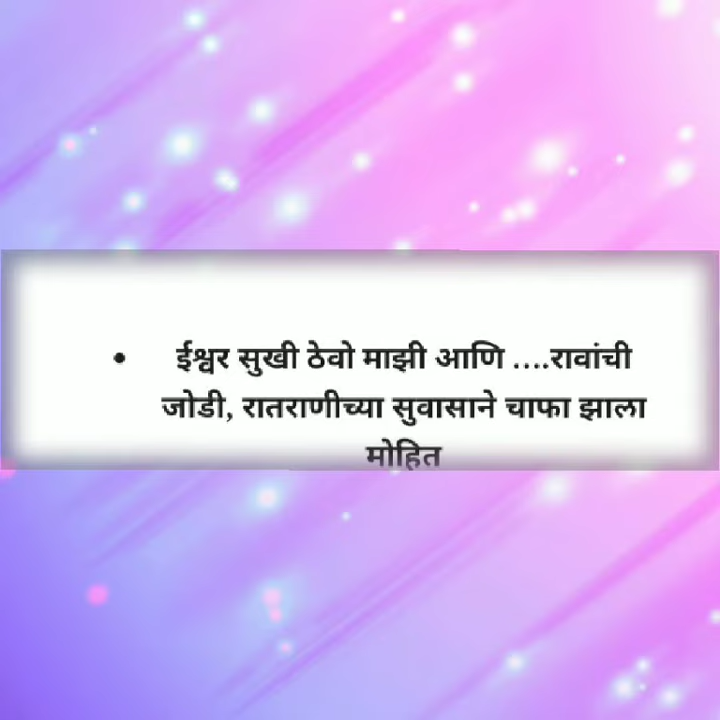 • ईश्वर सुखी ठेवो माझी आणि ....रावांची
जोडी, रातराणीच्या सुवासाने चाफा झाला
मोहित